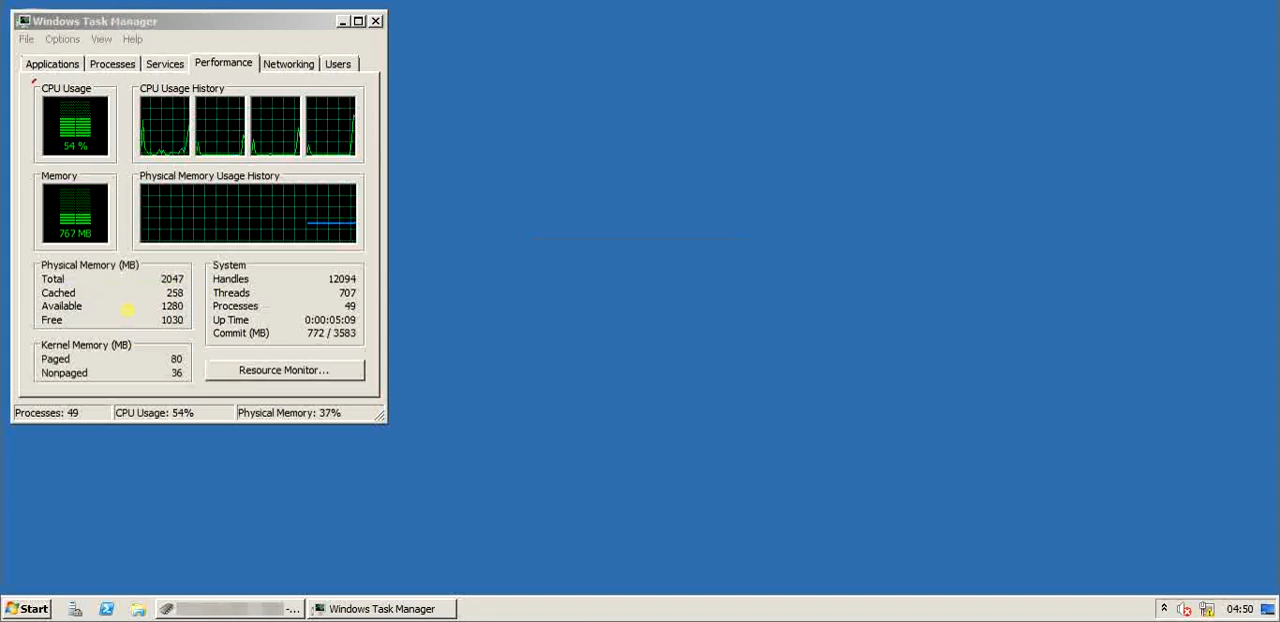 Windows Task Manager
File Options View Help
Applications Processes Services Performance Networking Users
CPU Usage CPU Usage History
54 %
Memory Physical Memory Usage History
767 MB
Physical Memory (MB) System
Total 2047 Handles 12094
Cached 258 Threads 707
Available 1280 Processes 49
Free 1030 Up Time 0:00:05:09
Commit (MB) 772 / 3583
Kernel Memory (MB)
Paged 80
Nonpaged 36
Resource Monitor...
Processes: 49 CPU Usage: 54% Physical Memory: 37%
Start -... Windows Task Manager 04:50